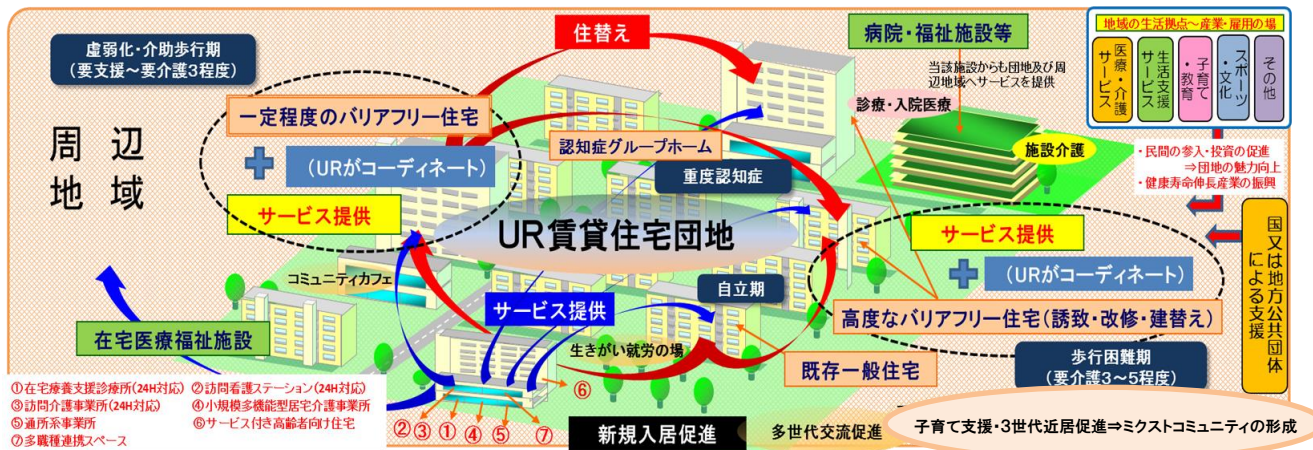 虚弱化・介助歩行期
(要支援~要介護3程度)
住替え
病院・福祉施設等
当該施設からも団地及び周
辺地域へサービスを提供
地域の生活拠点~産業・雇用の場
医療・介護
サービス
生活支援
サービス
子育て
・教育
スポーツ
・文化
その他
・民間の参入・投資の促進
⇒団地の魅力向上
・健康寿命伸長産業の振興
周辺
地域
一定程度のバリアフリー住宅
(URがコーディネート)
サービス提供
認知症グループホーム
重度認知症
診療・入院医療
施設介護
UR賃貸住宅団地
サービス提供
(URがコーディネート)
国又は地方公共団体
による支援
コミュニティカフェ
サービス提供
自立期
高度なバリアフリー住宅(誘致・改修・建替え)
在宅医療福祉施設
生きがい就労の場
既存一般住宅
歩行困難期
(要介護3~5程度)
①在宅療養支援診療所(24H対応) ②訪問看護ステーション(24H対応)
③訪問介護事業所(24H対応) ④小規模多機能型居宅介護事業所
⑤通所系事業所 ⑥サービス付き高齢者向け住宅
⑦多職種連携スペース
⑥
② ③ ① ④ ⑤ ⑦
新規入居促進
多世代交流促進
子育て支援・3世代近居促進⇒ミクストコミュニティの形成